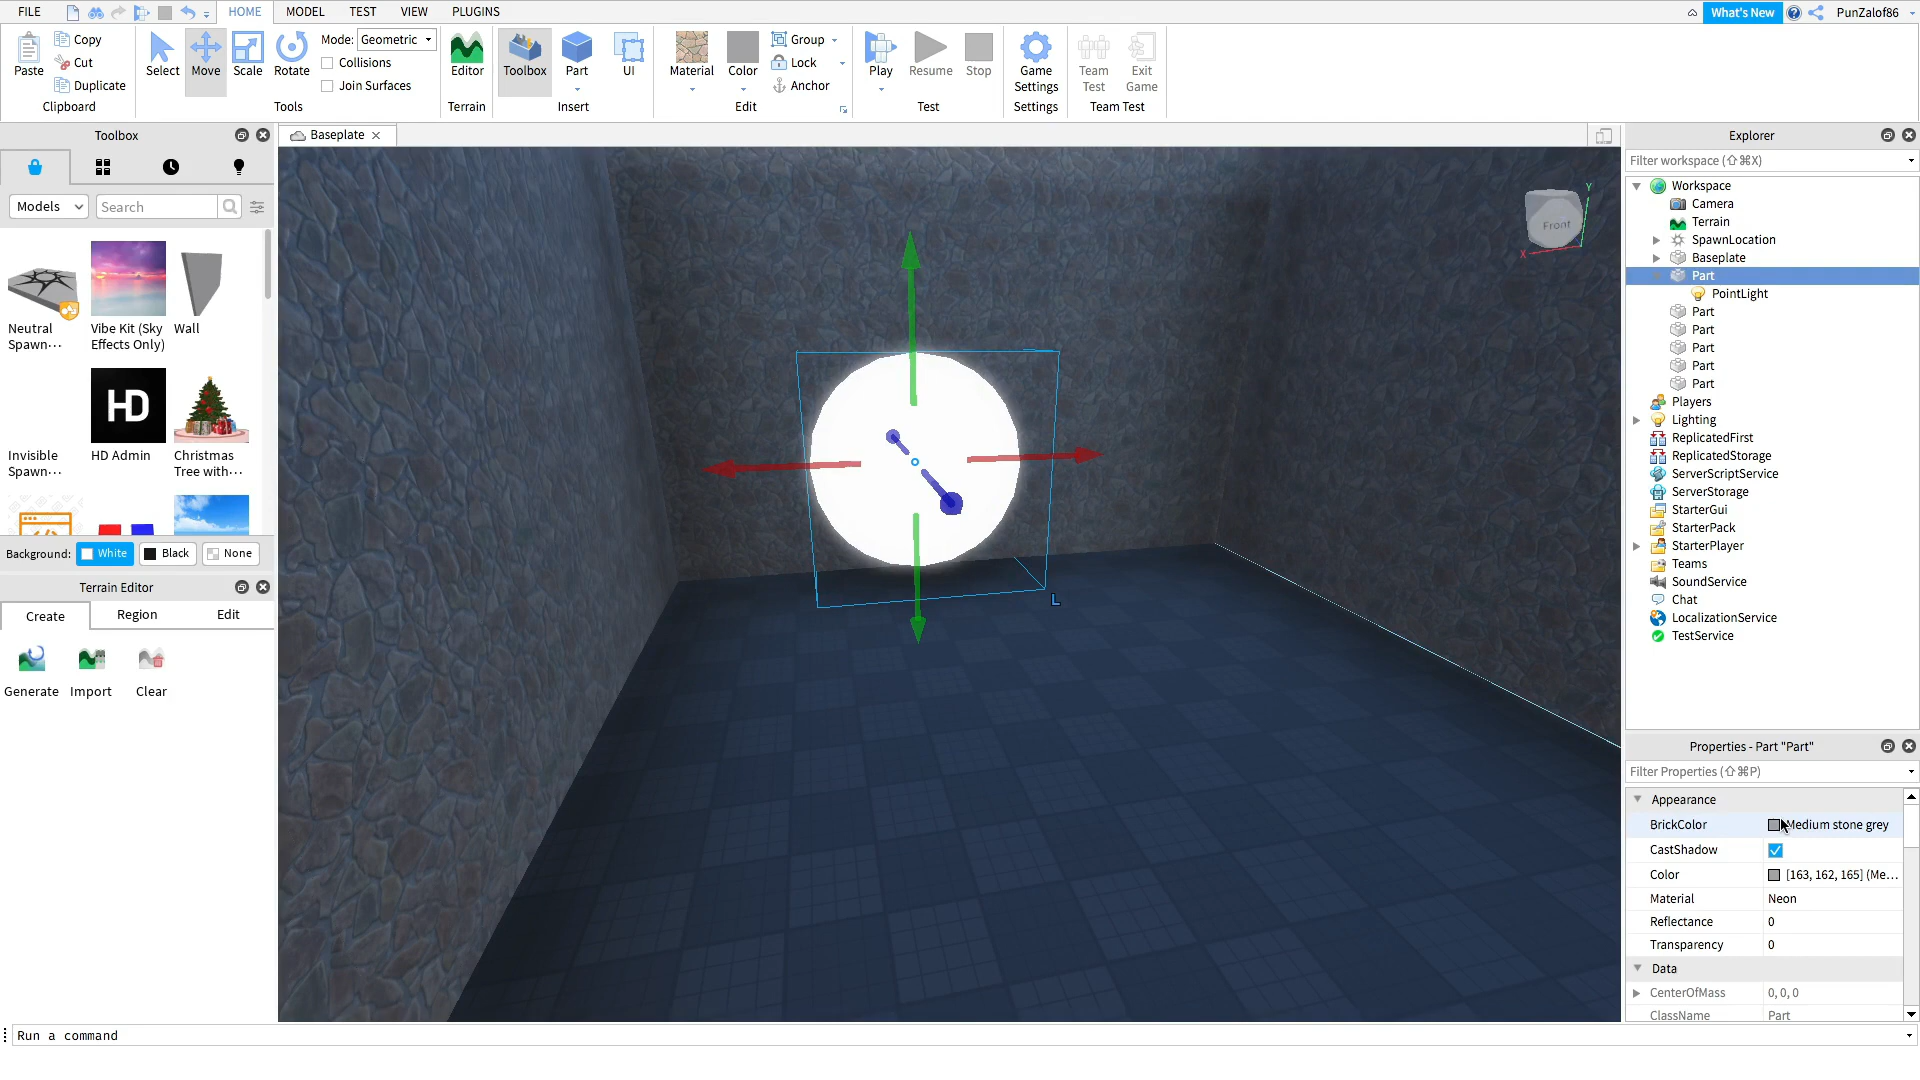 FILE HOME MODEL TEST VIEW PLUGINS What's New PunZalof86
Paste
Copy
Cut
Duplicate
Clipboard
Select Move Scale Rotate
Mode: Geometric
Collisions
Join Surfaces
Tools
Editor
Terrain
Toolbox Part UI
Insert
Material Color
Group
Lock
Anchor
Edit
Play Resume Stop
Test
Game
Settings
Settings
Team
Test
Exit
Game
Team Test
Toolbox
Models Search
Neutral
Spawn···
Vibe Kit (Sky
Effects Only)
Wall
HD
Invisible
Spawn···
HD Admin
Christmas
Tree with···
Background: White Black None
Terrain Editor
Create Region Edit
Generate Import Clear
Baseplate
Front
Y
X
L
Explorer
Filter workspace (⇧⌘X)
Workspace
Camera
Terrain
SpawnLocation
Baseplate
Part
PointLight
Part
Part
Part
Part
Part
Players
Lighting
ReplicatedFirst
ReplicatedStorage
ServerScriptService
ServerStorage
StarterGui
StarterPack
StarterPlayer
Teams
SoundService
Chat
LocalizationService
TestService
Properties - Part "Part"
Filter Properties (⇧⌘P)
Appearance
BrickColor Medium stone grey
CastShadow
Color [163, 162, 165] (Me...
Material Neon
Reflectance 0
Transparency 0
Data
CenterOfMass 0, 0, 0
ClassName Part
Run a command